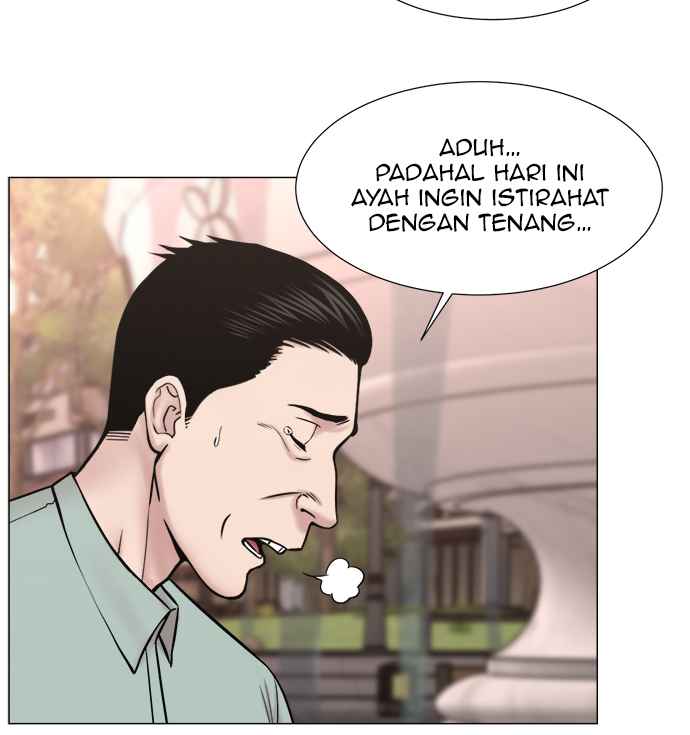 ADUH...
PADAHAL HARI INI
AYAH INGIN ISTIRAHAT
DENGAN TENANG...